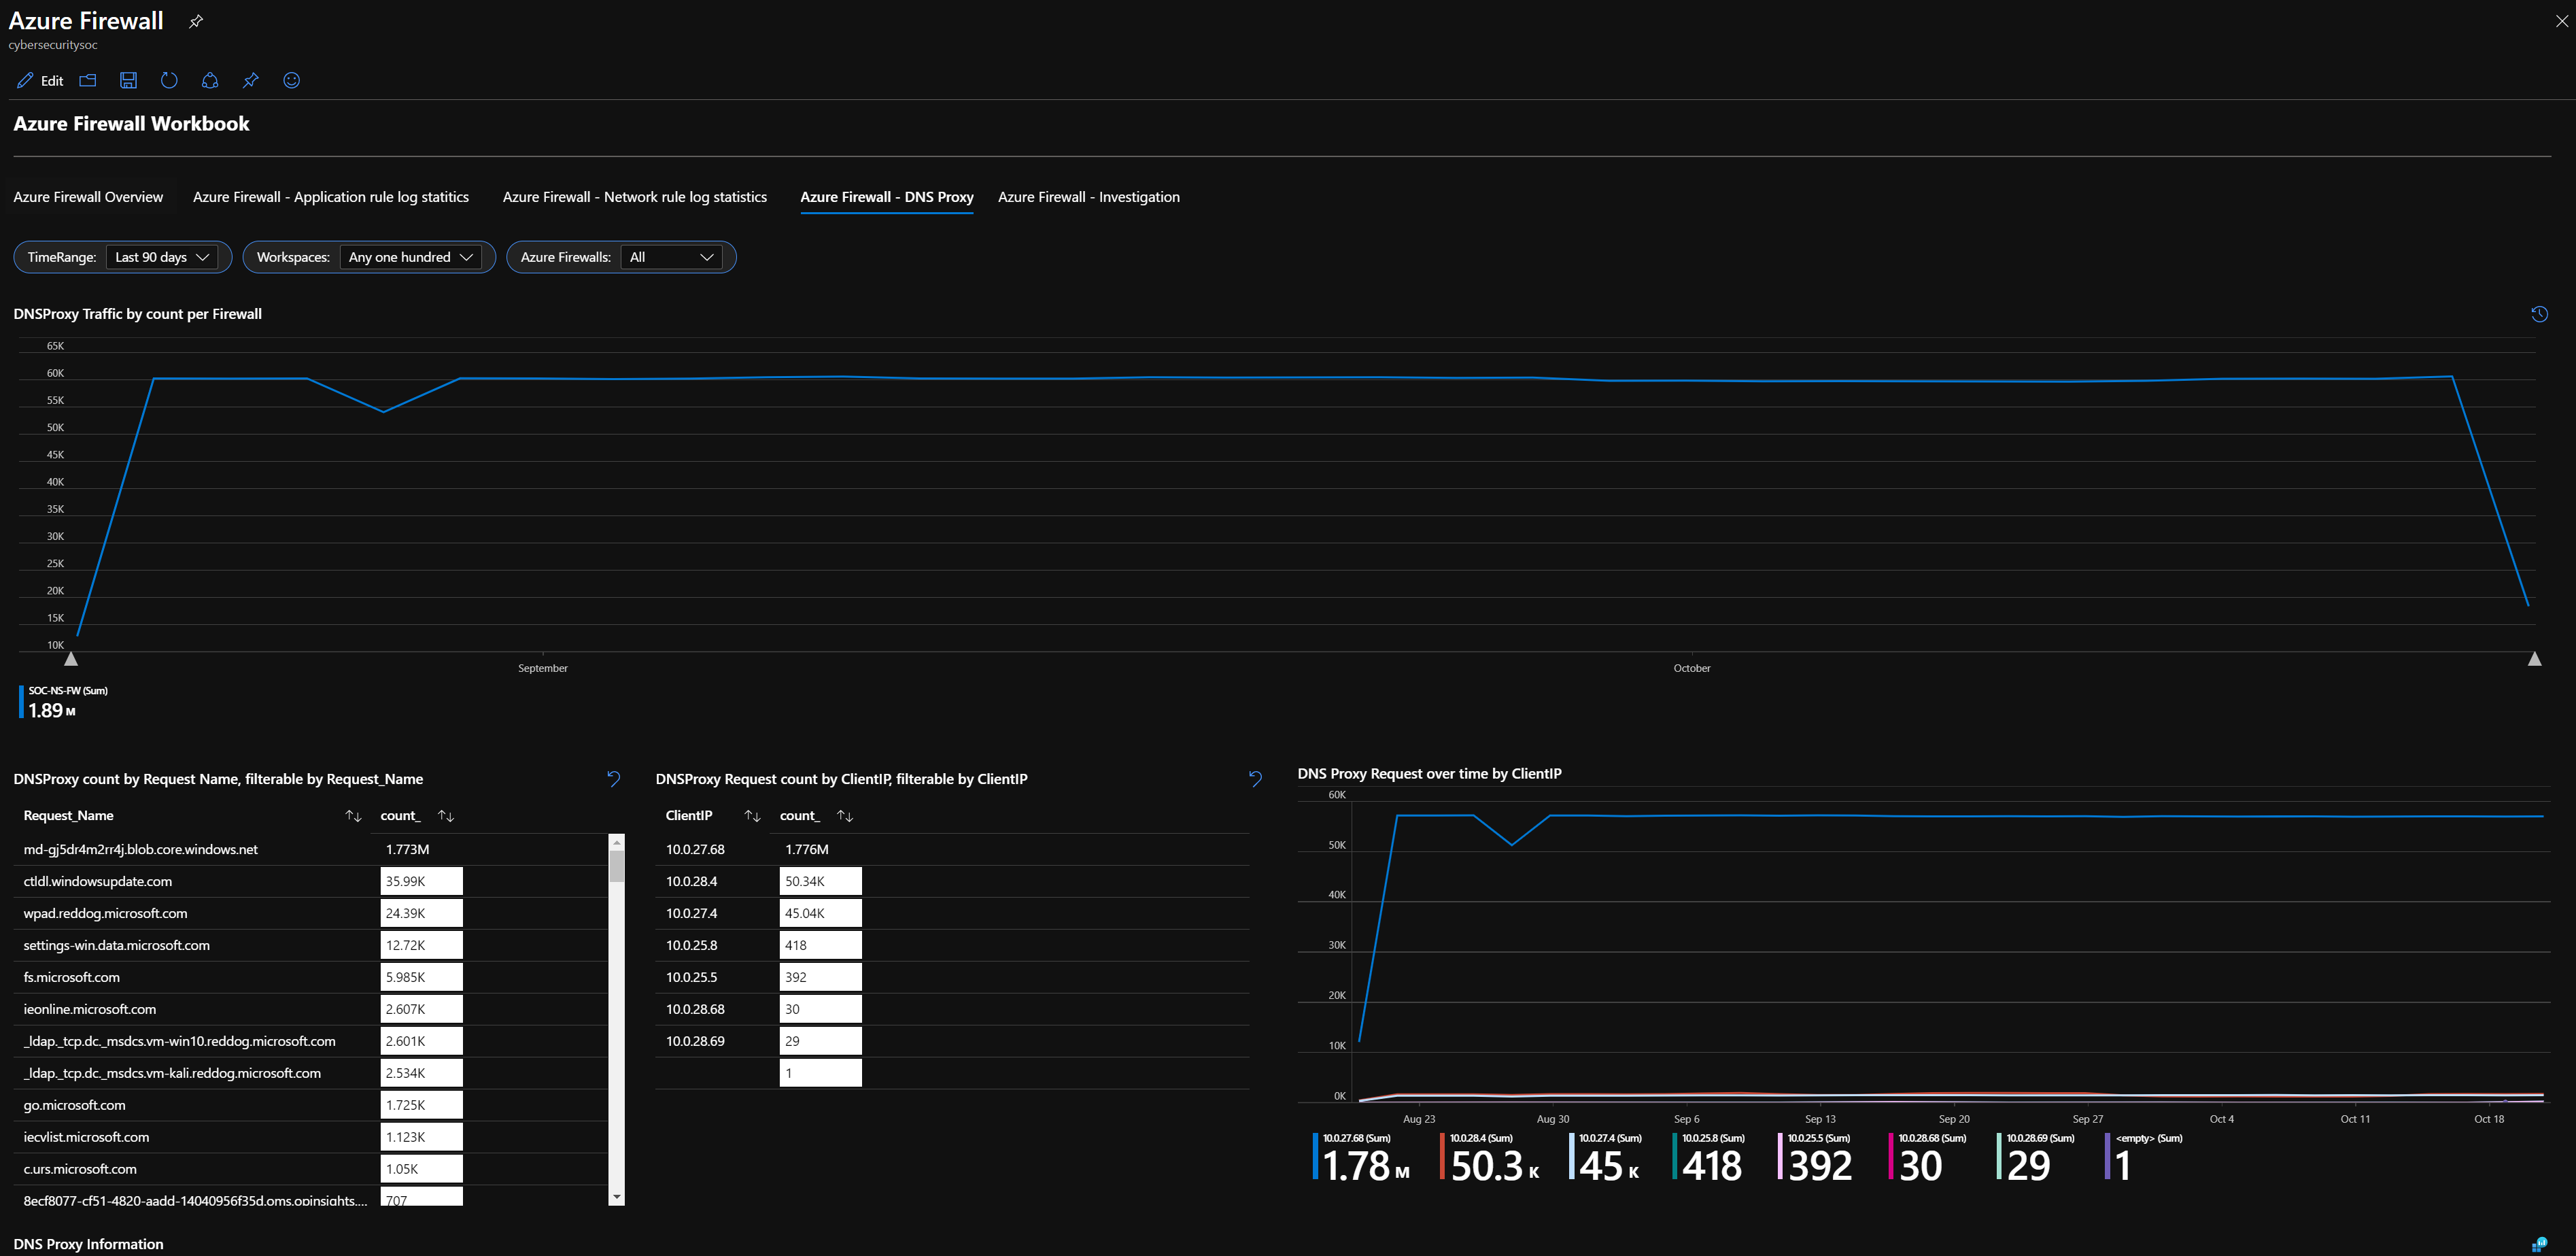 Azure Firewall
cybersecuritysoc
Edit
Azure Firewall Workbook
Azure Firewall Overview Azure Firewall - Application rule log statitics Azure Firewall - Network rule log statistics Azure Firewall - DNS Proxy Azure Firewall - Investigation
TimeRange: Last 90 days Workspaces: Any one hundred Azure Firewalls: All
DNSProxy Traffic by count per Firewall
65K
60K
55K
50K
45K
40K
35K
30K
25K
20K
15K
10K
September October
SOC-NS-FW (Sum)
1.89 M
DNSProxy count by Request Name, filterable by Request_Name
Request_Name count_
md-gj5dr4m2rr4j.blob.core.windows.net 1.773M
ctldl.windowsupdate.com 35.99K
wpad.reddog.microsoft.com 24.39K
settings-win.data.microsoft.com 12.72K
fs.microsoft.com 5.985K
ieonline.microsoft.com 2.607K
_ldap._tcp.dc._msdcs.vm-win10.reddog.microsoft.com 2.601K
_ldap._tcp.dc._msdcs.vm-kali.reddog.microsoft.com 2.534K
go.microsoft.com 1.725K
iecvlist.microsoft.com 1.123K
c.urs.microsoft.com 1.05K
8ecf8077-cf51-4820-aadd-14040956f35d.oms.opinsights.... 707
DNSProxy Request count by ClientIP, filterable by ClientIP
ClientIP count_
10.0.27.68 1.776M
10.0.28.4 50.34K
10.0.27.4 45.04K
10.0.25.8 418
10.0.25.5 392
10.0.28.68 30
10.0.28.69 29
1
DNS Proxy Request over time by ClientIP
60K
50K
40K
30K
20K
10K
0K
Aug 23 Aug 30 Sep 6 Sep 13 Sep 20 Sep 27 Oct 4 Oct 11 Oct 18
10.0.27.68 (Sum) 10.0.28.4 (Sum) 10.0.27.4 (Sum) 10.0.25.8 (Sum) 10.0.25.5 (Sum) 10.0.28.68 (Sum) 10.0.28.69 (Sum) <empty> (Sum)
1.78 M 50.3 K 45 K 418 392 30 29 1
DNS Proxy Information